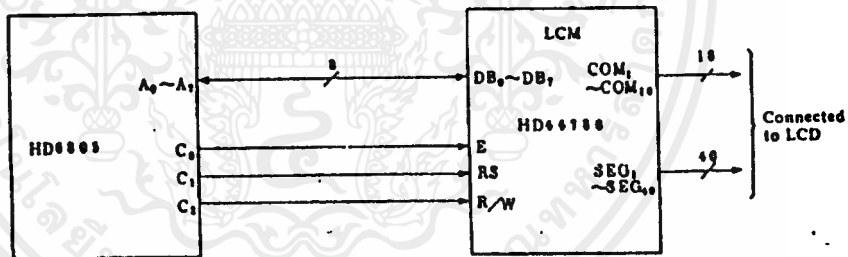 LCM
8
16
A₀~A₇
DB₀~DB₇
COM₁
~COM₁₆
HD44780
Connected
to LCD
HD6805
C₀
E
40
C₁
RS
SEG₁
~SEG₄₀
C₂
R/W